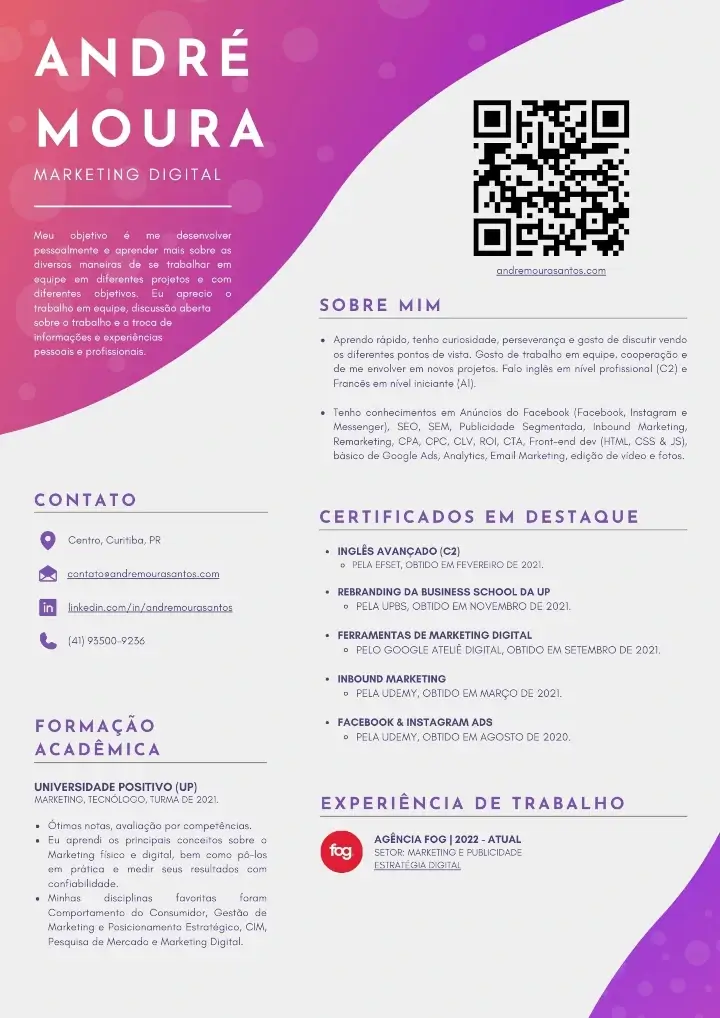 ANDRÉ
MOURA
MARKETING DIGITAL
Meu objetivo é me desenvolver
pessoalmente e aprender mais sobre as
diversas maneiras de se trabalhar em
equipe em diferentes projetos e com
diferentes objetivos. Eu aprecio o
trabalho em equipe, discussão aberta
sobre o trabalho e a troca de
informações e experiências
pessoais e profissionais.
andremourasantos.com
SOBRE MIM
• Aprendo rápido, tenho curiosidade, perseverança e gosto de discutir vendo
os diferentes pontos de vista. Gosto de trabalho em equipe, cooperação e
de me envolver em novos projetos. Falo inglês em nível profissional (C2) e
Francês em nível iniciante (A1).
• Tenho conhecimentos em Anúncios do Facebook (Facebook, Instagram e
Messenger), SEO, SEM, Publicidade Segmentada, Inbound Marketing,
Remarketing, CPA, CPC, CLV, ROI, CTA, Front-end dev (HTML, CSS & JS),
básico de Google Ads, Analytics, Email Marketing, edição de vídeo e fotos.
CONTATO
Centro, Curitiba, PR
contato@andremourasantos.com
linkedin.com/in/andremourasantos
(41) 93500-9236
CERTIFICADOS EM DESTAQUE
• INGLÊS AVANÇADO (C2)
PELA EFSET, OBTIDO EM FEVEREIRO DE 2021.
• REBRANDING DA BUSINESS SCHOOL DA UP
PELA UPBS, OBTIDO EM NOVEMBRO DE 2021.
• FERRAMENTAS DE MARKETING DIGITAL
PELO GOOGLE ATELIÊ DIGITAL, OBTIDO EM SETEMBRO DE 2021.
• INBOUND MARKETING
PELA UDEMY, OBTIDO EM MARÇO DE 2021.
• FACEBOOK & INSTAGRAM ADS
PELA UDEMY, OBTIDO EM AGOSTO DE 2020.
FORMAÇÃO
ACADÊMICA
UNIVERSIDADE POSITIVO (UP)
MARKETING, TECNÓLOGO, TURMA DE 2021.
• Ótimas notas, avaliação por competências.
• Eu aprendi os principais conceitos sobre o
Marketing físico e digital, bem como pô-los
em prática e medir seus resultados com
confiabilidade.
• Minhas disciplinas favoritas foram
Comportamento do Consumidor, Gestão de
Marketing e Posicionamento Estratégico, CIM,
Pesquisa de Mercado e Marketing Digital.
EXPERIÊNCIA DE TRABALHO
fog
AGÊNCIA FOG | 2022 - ATUAL
SETOR: MARKETING E PUBLICIDADE
ESTRATÉGIA DIGITAL